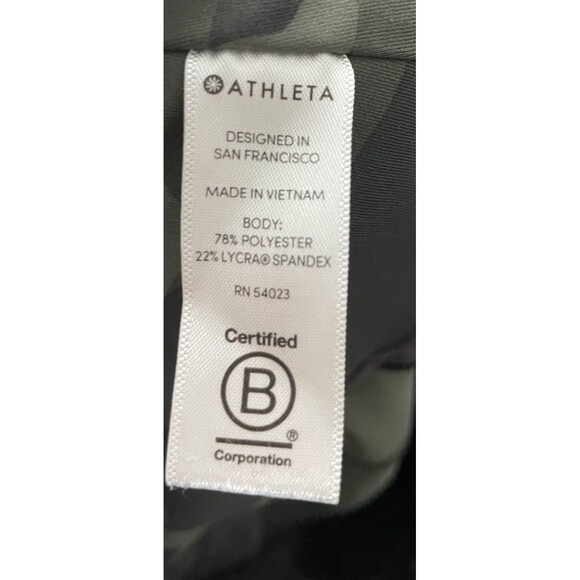 ATHLETA
DESIGNED IN
SAN FRANCISCO
MADE IN VIETNAM
BODY:
78% POLYESTER
22% LYCRA® SPANDEX
RN 54023
Certified
B
®
Corporation